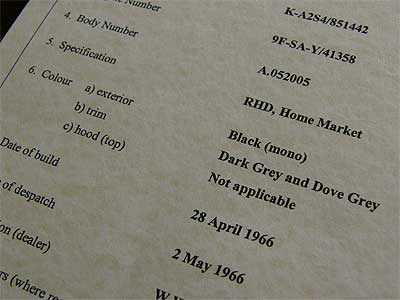 K-A2S4/851442
Number 9F-SA-Y/41358
4. Body Number A.052005
5. Specification RHD, Home Market
6. Colour a) exterior Black (mono)
b) trim Dark Grey and Dove Grey
c) hood (top) Not applicable
Date of build 28 April 1966
of despatch 2 May 1966
(dealer)
(where